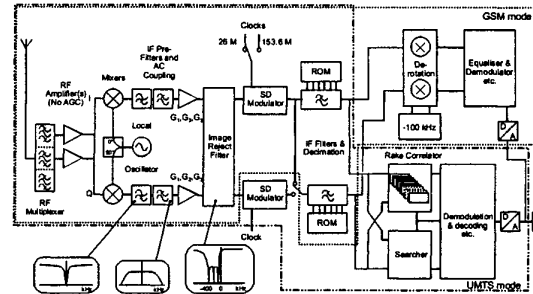 Clocks
GSM mode
26 M
153.6 M
IF Pre-
Filters and
AC
Coupling
Mixers
RF
Amplifier(s)
(No AGC)
I
ROM
De-
rotation
Equaliser &
Demodulator
etc.
SD
Modulator
G₁,G₂,G₃
Local
Oscillator
Image
Reject
Filter
IF Filters &
Decimation
-100 kHz
D
A
Rake Correlator
G₁,G₂,G₃
Q
SD
Modulator
RF
Multiplexer
ROM
Demodulation
& decoding
etc.
D
A
Clock
Searcher
UMTS mode
kHz
kHz
-400 0
kHz